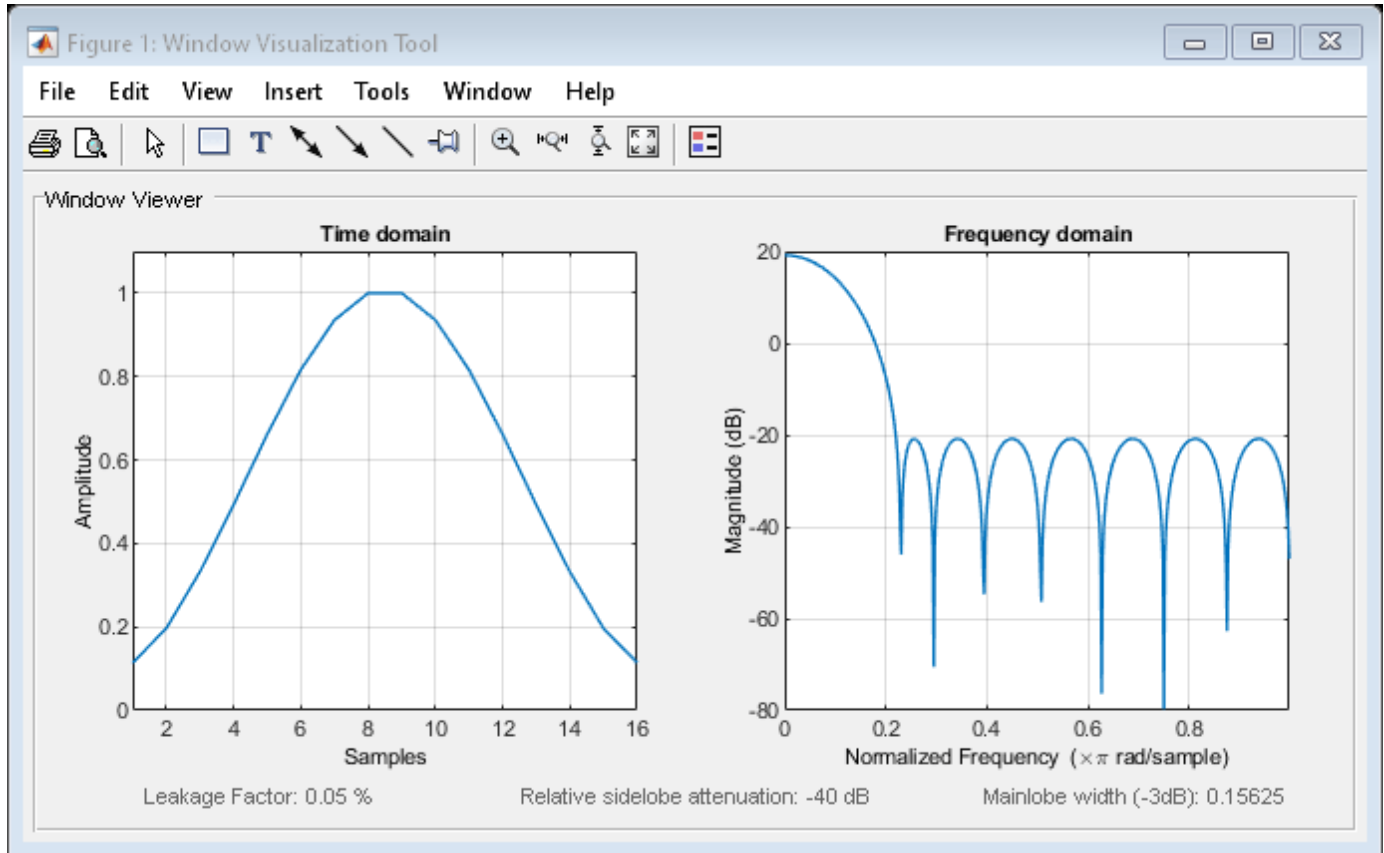 Figure 1: Window Visualization Tool
File Edit View Insert Tools Window Help
T
Window Viewer
Time domain
1
0.8
0.6
0.4
0.2
0
Amplitude
2 4 6 8 10 12 14 16
Samples
Frequency domain
20
0
-20
-40
-60
-80
Magnitude (dB)
0 0.2 0.4 0.6 0.8
Normalized Frequency (×π rad/sample)
Leakage Factor: 0.05 %
Relative sidelobe attenuation: -40 dB
Mainlobe width (-3dB): 0.15625